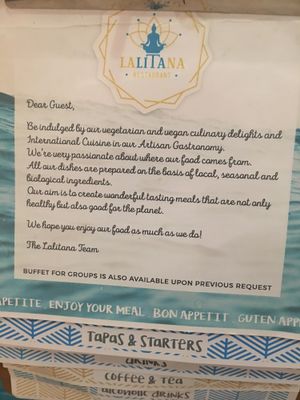 LALITANA
RESTAURANT
Dear Guest,
Be indulged by our vegetarian and vegan culinary delights and
International Cuisine in our Artisan Gastronomy.
We're very passionate about where our food comes from.
All our dishes are prepared on the basis of local, seasonal and
biological ingredients.
Our aim is to create wonderful tasting meals that are not only
healthy but also good for the planet.
We hope you enjoy our food as much as we do!
The Lalitana Team
BUFFET FOR GROUPS IS ALSO AVAILABLE UPON PREVIOUS REQUEST
APETITE ENJOY YOUR MEAL BON APPETIT GUTEN APP
TAPAS & STARTERS
DRINKS
COFFEE & TEA
ALCOHOLIC DRINKS